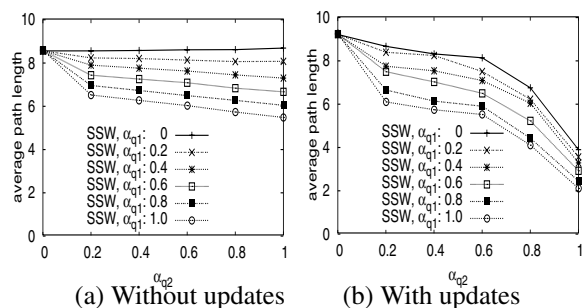 average path length
10
8
6
4
2
0
SSW, αq1: 0
SSW, αq1: 0.2
SSW, αq1: 0.4
SSW, αq1: 0.6
SSW, αq1: 0.8
SSW, αq1: 1.0
0 0.2 0.4 0.6 0.8 1
αq2
(a) Without updates
average path length
10
8
6
4
2
0
SSW, αq1: 0
SSW, αq1: 0.2
SSW, αq1: 0.4
SSW, αq1: 0.6
SSW, αq1: 0.8
SSW, αq1: 1.0
0 0.2 0.4 0.6 0.8 1
αq2
(b) With updates